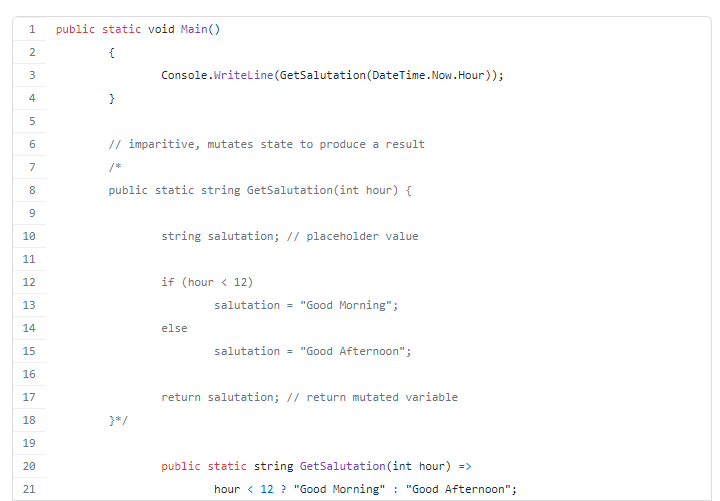 1 public static void Main()
2 {
3 Console.WriteLine(GetSalutation(DateTime.Now.Hour));
4 }
5
6 // imparitive, mutates state to produce a result
7 /*
8 public static string GetSalutation(int hour) {
9
10 string salutation; // placeholder value
11
12 if (hour < 12)
13 salutation = "Good Morning";
14 else
15 salutation = "Good Afternoon";
16
17 return salutation; // return mutated variable
18 }*/
19
20 public static string GetSalutation(int hour) =>
21 hour < 12 ? "Good Morning" : "Good Afternoon";